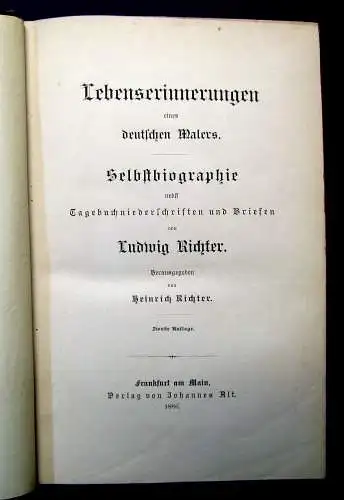 Lebenserinnerungen
eines
deutschen Malers.
Selbstbiographie
nebst
Tagebuchniederschriften und Briefen
von
Ludwig Richter.
Herausgegeben
von
Heinrich Richter.
Auflage.
Frankfurt am Main.
Verlag von Johannes Alt.
1886.